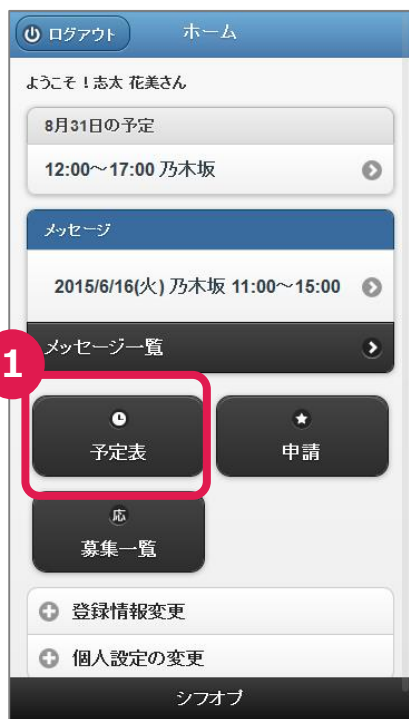 ログアウト ホーム
ようこそ！志太 花美さん
8月31日の予定
12:00～17:00 乃木坂
メッセージ
2015/6/16(火) 乃木坂 11:00～15:00
メッセージ一覧
1
予定表 申請
応
募集一覧
登録情報変更
個人設定の変更
シフオプ